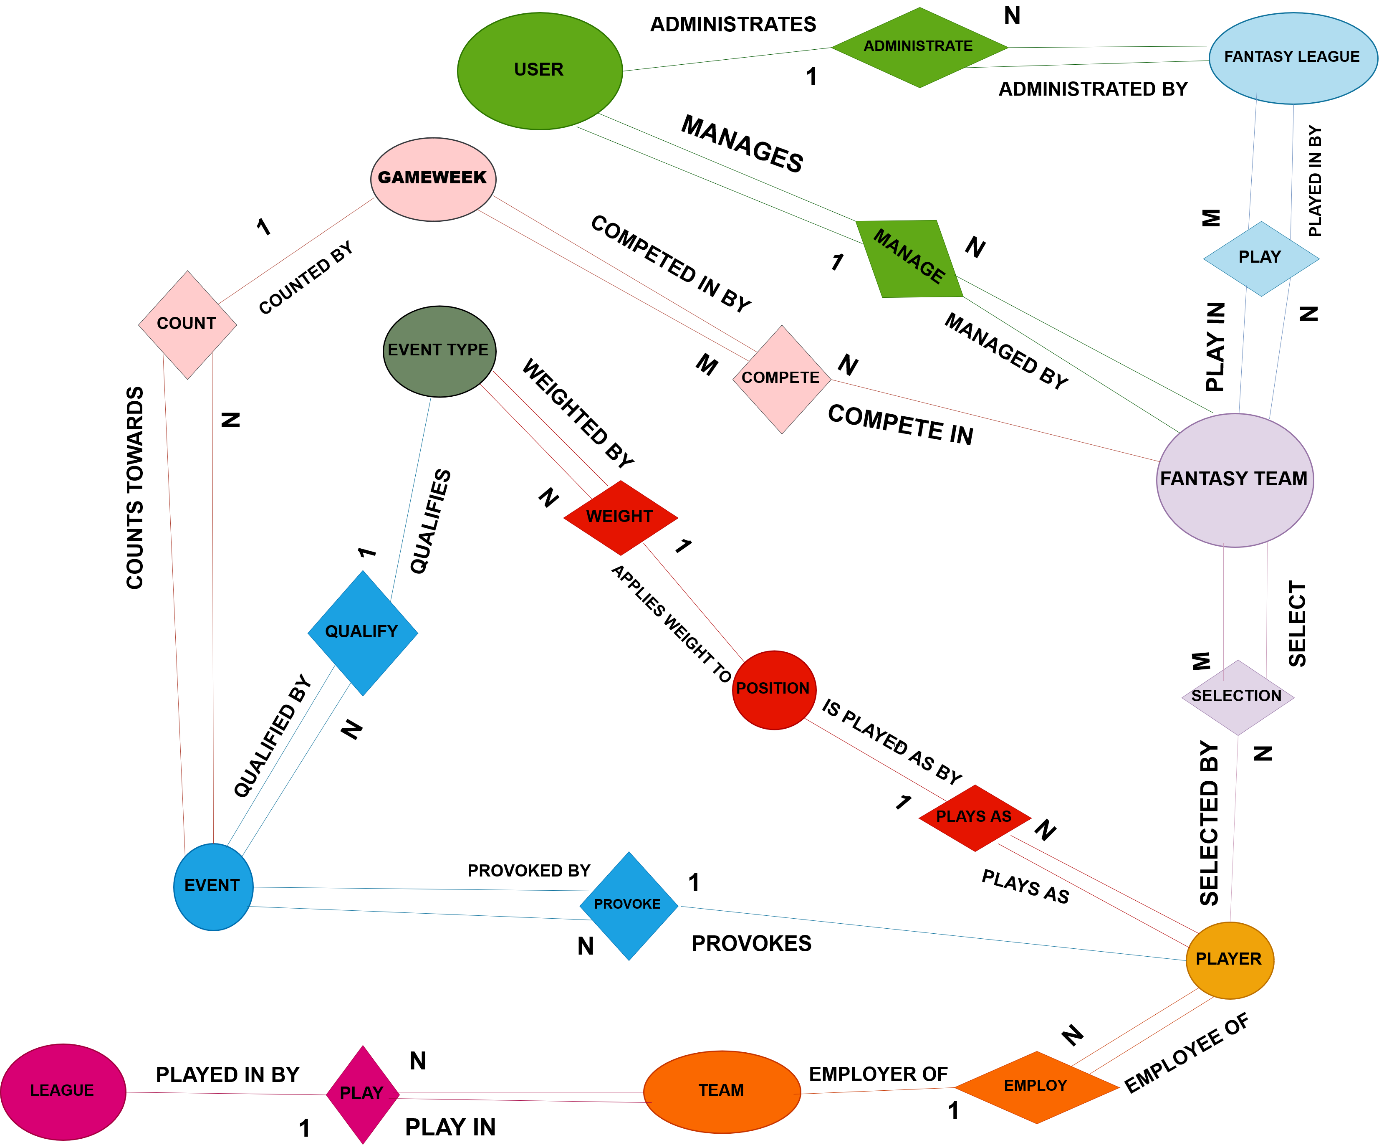 ADMINISTRATES
N
USER
ADMINISTRATE
FANTASY LEAGUE
1
ADMINISTRATED BY
MANAGES
PLAYED IN BY
GAMEWEEK
1
COUNTED BY
COMPETED IN BY
MANAGE
N
1
M
PLAY
COUNT
MANAGED BY
PLAY IN
N
EVENT TYPE
WEIGHTED BY
M
N
COMPETE
COMPETE IN
COUNTS TOWARDS
N
QUALIFIES
FANTASY TEAM
N
WEIGHT
1
1
APPLIES WEIGHT TO
SELECT
QUALIFY
M
POSITION
SELECTION
QUALIFIED BY
N
IS PLAYED AS BY
SELECTED BY
N
1
PLAYS AS
N
EVENT
PROVOKED BY
1
PLAYS AS
PROVOKE
N
PROVOKES
PLAYER
N
EMPLOYEE OF
LEAGUE
PLAYED IN BY
N
PLAY
1
PLAY IN
TEAM
EMPLOYER OF
1
EMPLOY